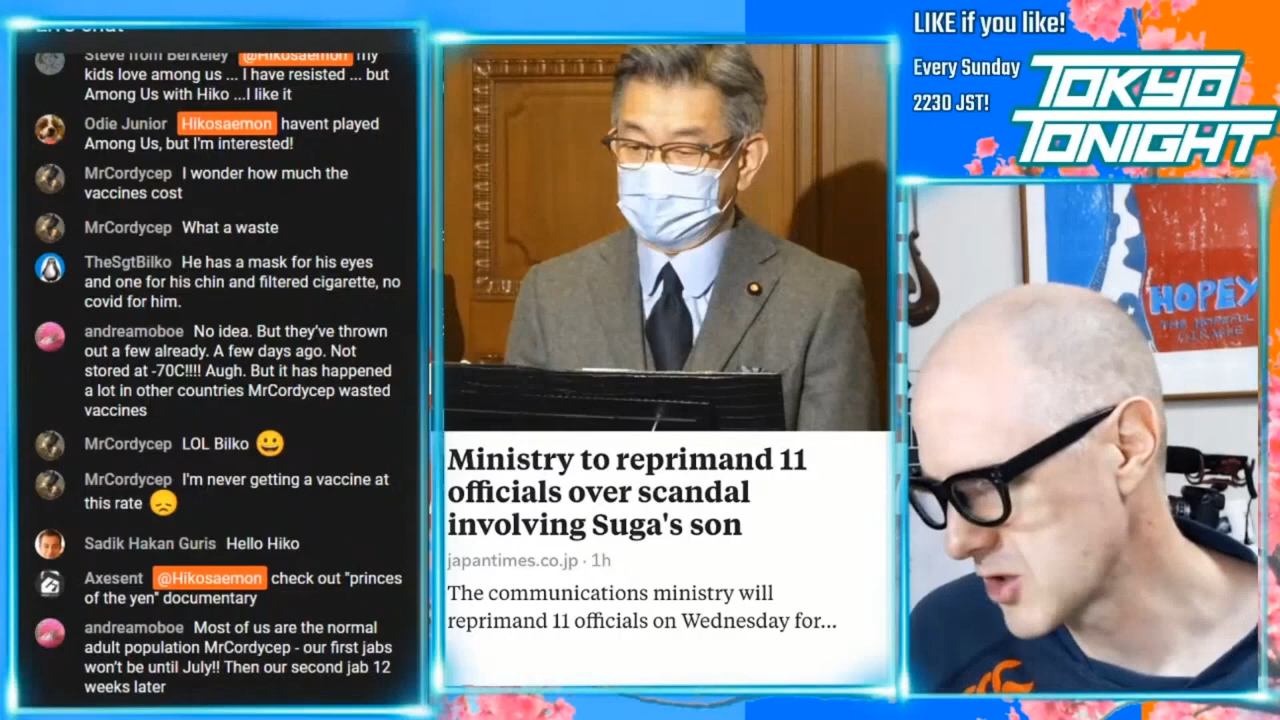 Live chat
Steve from Berkeley @Hikosaemon my
kids love among us ... I have resisted ... but
Among Us with Hiko ...I like it
Odie Junior Hikosaemon havent played
Among Us, but I'm interested!
MrCordycep I wonder how much the
vaccines cost
MrCordycep What a waste
TheSgtBilko He has a mask for his eyes
and one for his chin and filtered cigarette, no
covid for him.
andreamoboe No idea. But they've thrown
out a few already. A few days ago. Not
stored at -70C!!!! Augh. But it has happened
a lot in other countries MrCordycep wasted
vaccines
MrCordycep LOL Bilko 😀
MrCordycep I'm never getting a vaccine at
this rate 😞
Sadik Hakan Guris Hello Hiko
Axesent @Hikosaemon check out "princes
of the yen" documentary
andreamoboe Most of us are the normal
adult population MrCordycep - our first jabs
won't be until July!! Then our second jab 12
weeks later
Ministry to reprimand 11
officials over scandal
involving Suga's son
japantimes.co.jp · 1h
The communications ministry will
reprimand 11 officials on Wednesday for...
LIKE if you like!
Every Sunday
2230 JST!
TOKYO
TONIGHT
HOPEY
THE HOPEFUL